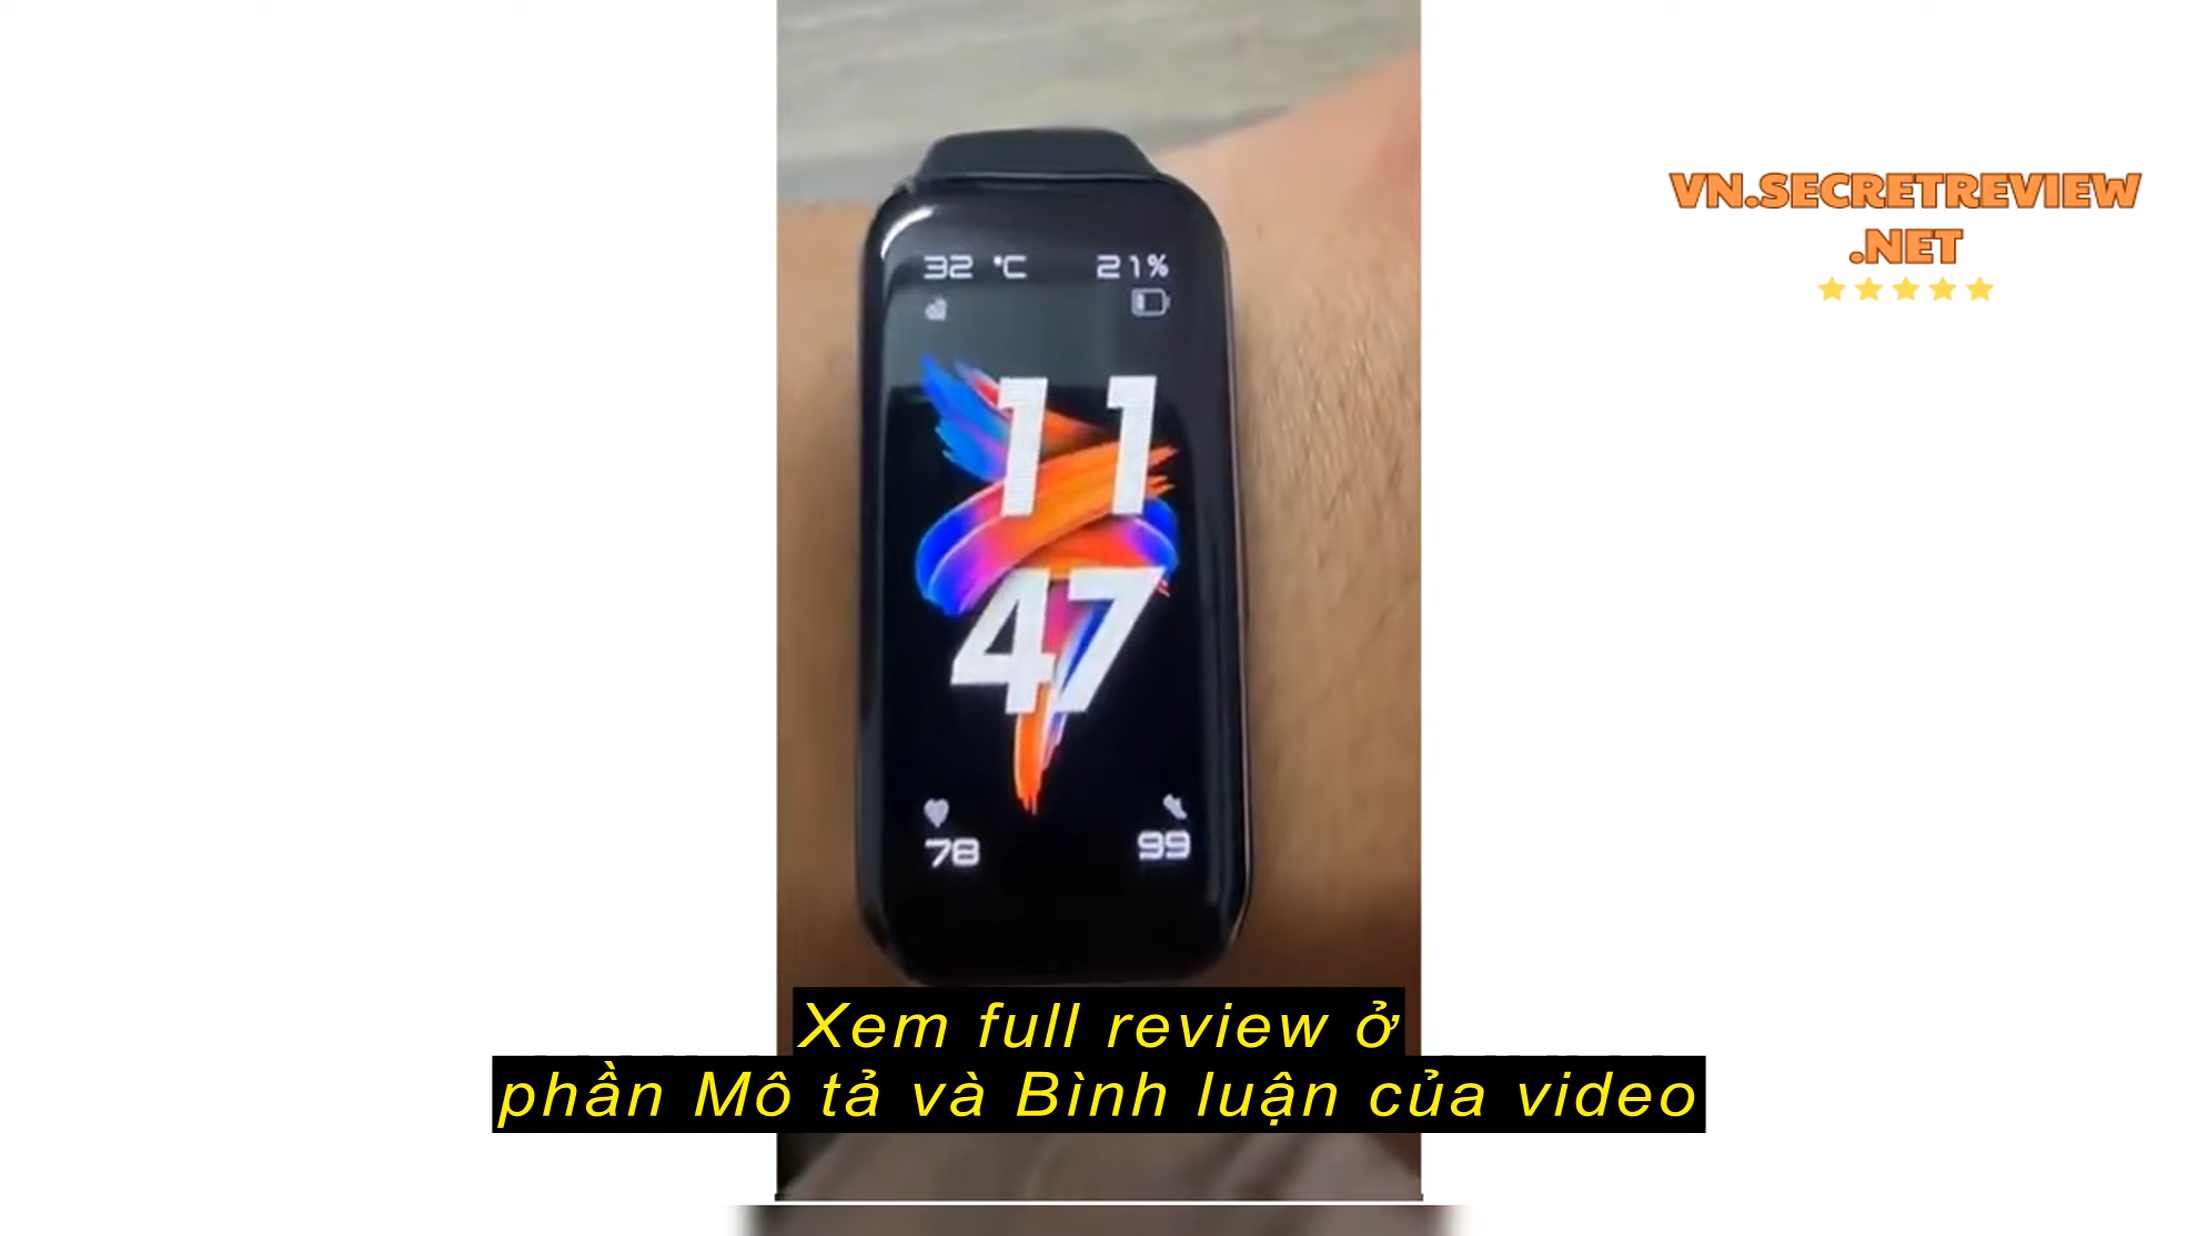 VN.SECRETREVIEW
.NET
32 °C 21%
11
47
78 99
Xem full review ở
phần Mô tả và Bình luận của video